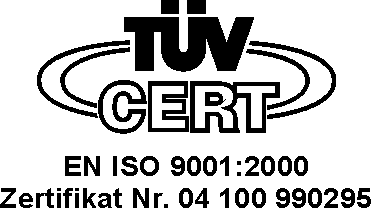 TÜV
CERT
EN ISO 9001:2000
Zertifikat Nr. 04 100 990295